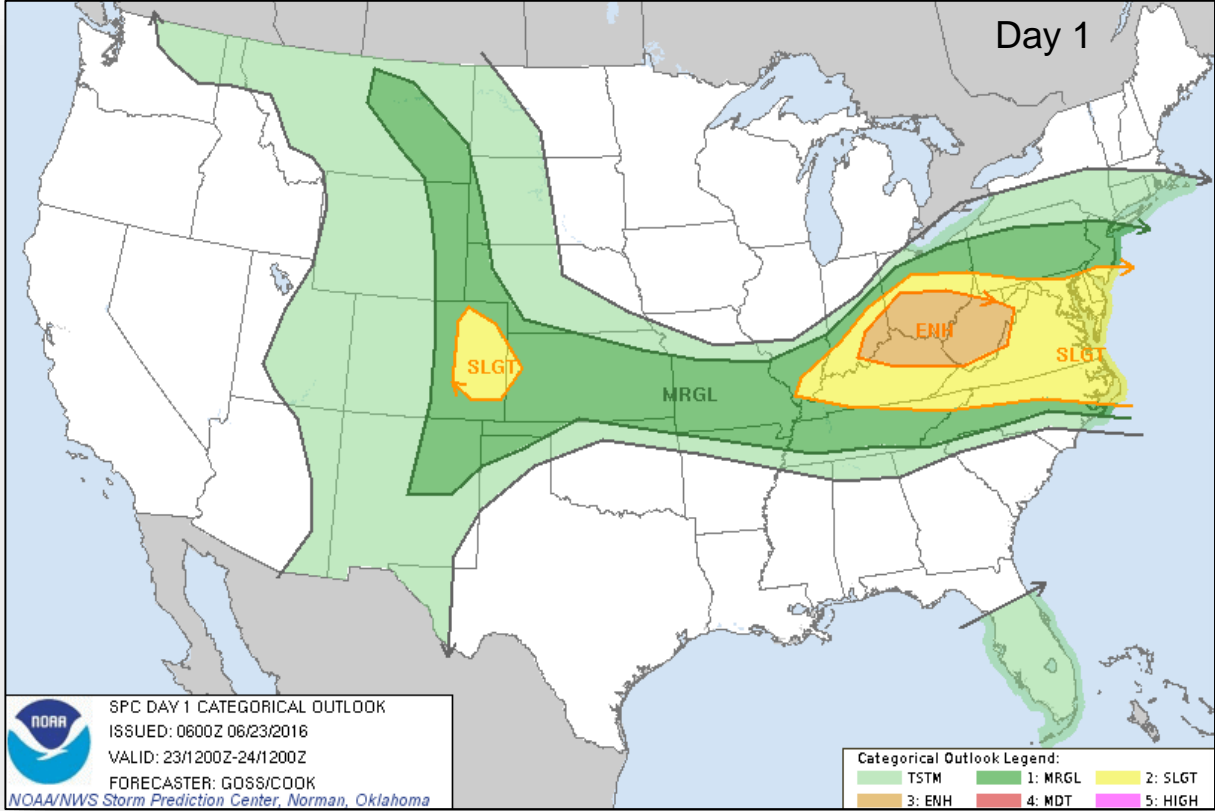 Day 1
ENH
SLGT
SLGT
MRGL
SPC DAY 1 CATEGORICAL OUTLOOK
ISSUED: 0600Z 06/23/2016
VALID: 23/1200Z-24/1200Z
FORECASTER: GOSS/COOK
NOAA
NOAA/NWS Storm Prediction Center, Norman, Oklahoma
Categorical Outlook Legend:
TSTM 1: MRGL 2: SLGT
3: ENH 4: MDT 5: HIGH